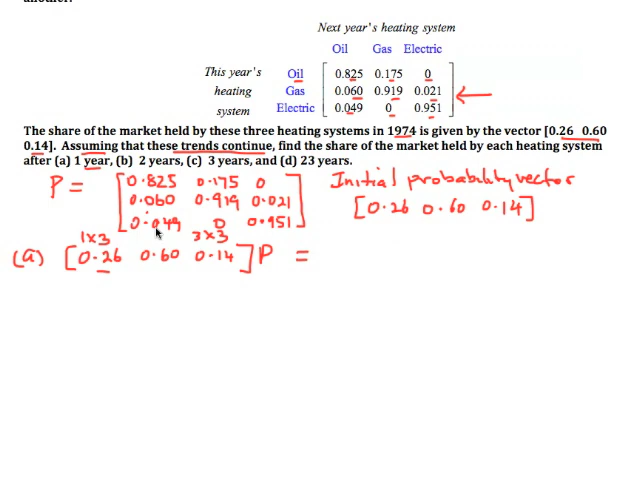 another.
Next year's heating system
Oil Gas Electric
This year's Oil 0.825 0.175 0
heating Gas 0.060 0.919 0.021
system Electric 0.049 0 0.951
The share of the market held by these three heating systems in 1974 is given by the vector [0.26 0.60
0.14]. Assuming that these trends continue, find the share of the market held by each heating system
after (a) 1 year, (b) 2 years, (c) 3 years, and (d) 23 years.
P = [0.825 0.175 0 Initial probability vector
0.060 0.919 0.021 [0.26 0.60 0.14]
0.049 0 0.951]
1x3 3x3
(a) [0.26 0.60 0.14] P =